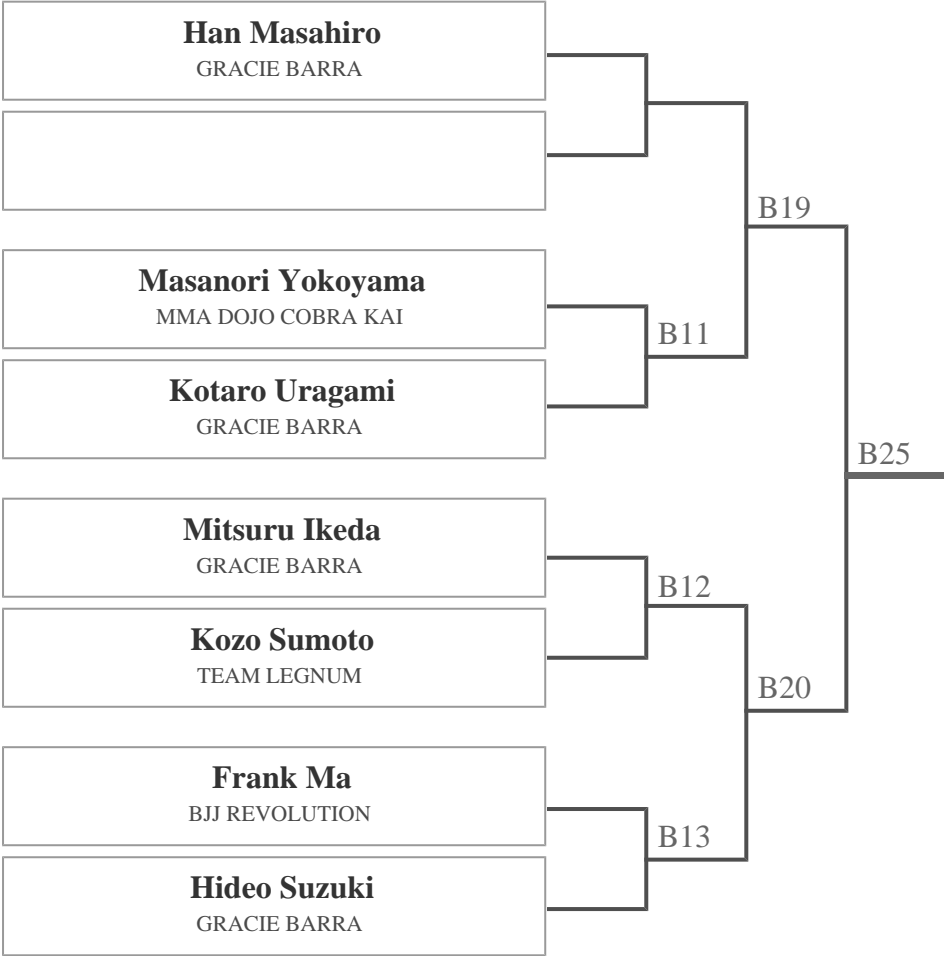 Han Masahiro
GRACIE BARRA
B19
Masanori Yokoyama
MMA DOJO COBRA KAI
B11
Kotaro Uragami
GRACIE BARRA
B25
Mitsuru Ikeda
GRACIE BARRA
B12
Kozo Sumoto
TEAM LEGNUM
B20
Frank Ma
BJJ REVOLUTION
B13
Hideo Suzuki
GRACIE BARRA